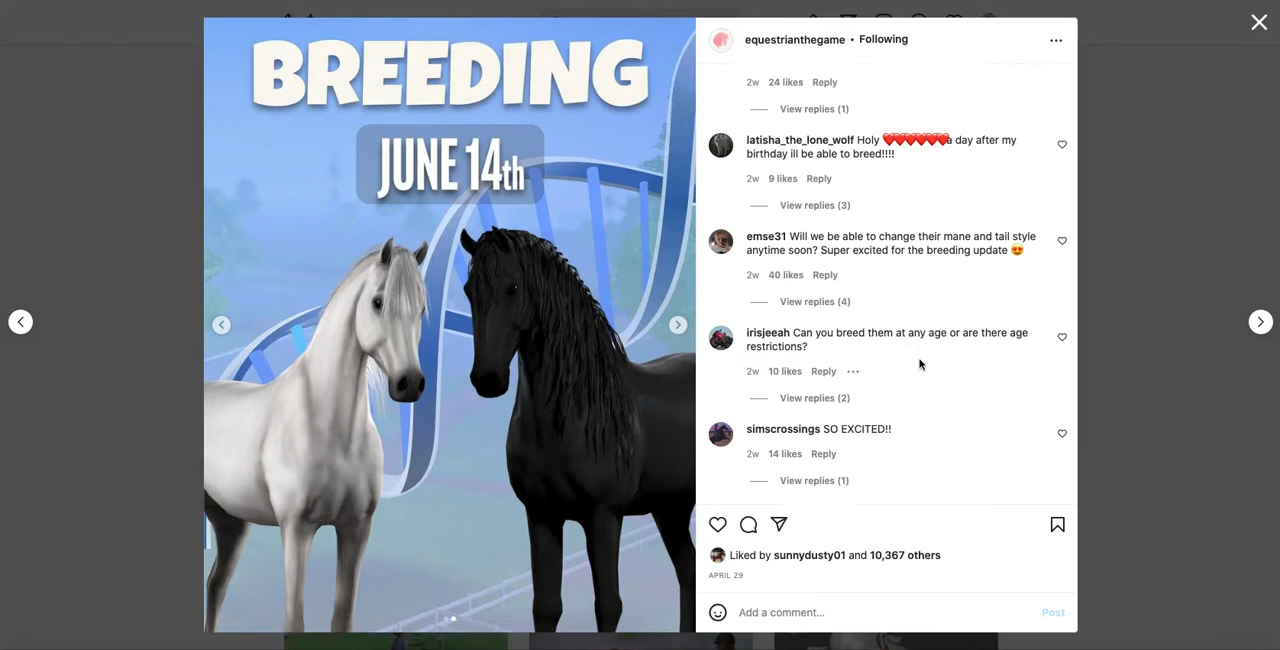 BREEDING
JUNE 14th
equestrianthegame • Following
2w 24 likes Reply
View replies (1)
latisha_the_lone_wolf Holy ❤️❤️❤️❤️❤️❤️a day after my
birthday ill be able to breed!!!!
2w 9 likes Reply
View replies (3)
emse31 Will we be able to change their mane and tail style
anytime soon? Super excited for the breeding update 😍
2w 40 likes Reply
View replies (4)
irisjeeah Can you breed them at any age or are there age
restrictions?
2w 10 likes Reply
View replies (2)
simscrossings SO EXCITED!!
2w 14 likes Reply
View replies (1)
Liked by sunnydusty01 and 10,367 others
APRIL 29
Add a comment...
Post